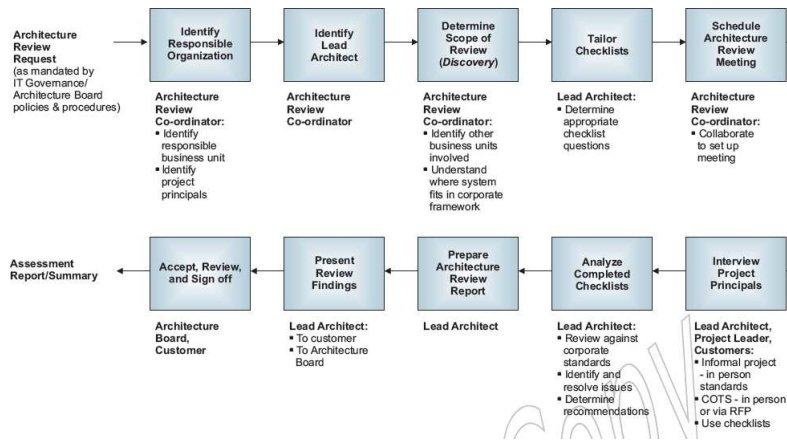 Architecture
Review
Request
(as mandated by
IT Governance/
Architecture Board
policies & procedures)
Identify
Responsible
Organization
Identify
Lead
Architect
Determine
Scope of
Review
(Discovery)
Tailor
Checklists
Schedule
Architecture
Review
Meeting
Architecture
Review
Co-ordinator:
▪ Identify
responsible
business unit
▪ Identify
project
principals
Architecture
Review
Co-ordinator
Architecture
Review
Co-ordinator:
▪ Identify other
business units
involved
▪ Understand
where system
fits in corporate
framework
Lead Architect:
▪ Determine
appropriate
checklist
questions
Architecture
Review
Co-ordinator:
▪ Collaborate
to set up
meeting
Assessment
Report/Summary
Accept, Review,
and Sign off
Present
Review
Findings
Prepare
Architecture
Review
Report
Analyze
Completed
Checklists
Interview
Project
Principals
Architecture
Board,
Customer
Lead Architect:
▪ To customer
▪ To Architecture
Board
Lead Architect
Lead Architect:
▪ Review against
corporate
standards
▪ Identify and
resolve issues
▪ Determine
recommendations
Lead Architect,
Project Leader,
Customers:
▪ Informal project
- in person
standards
▪ COTS - in person
or via RFP
▪ Use checklists
copy